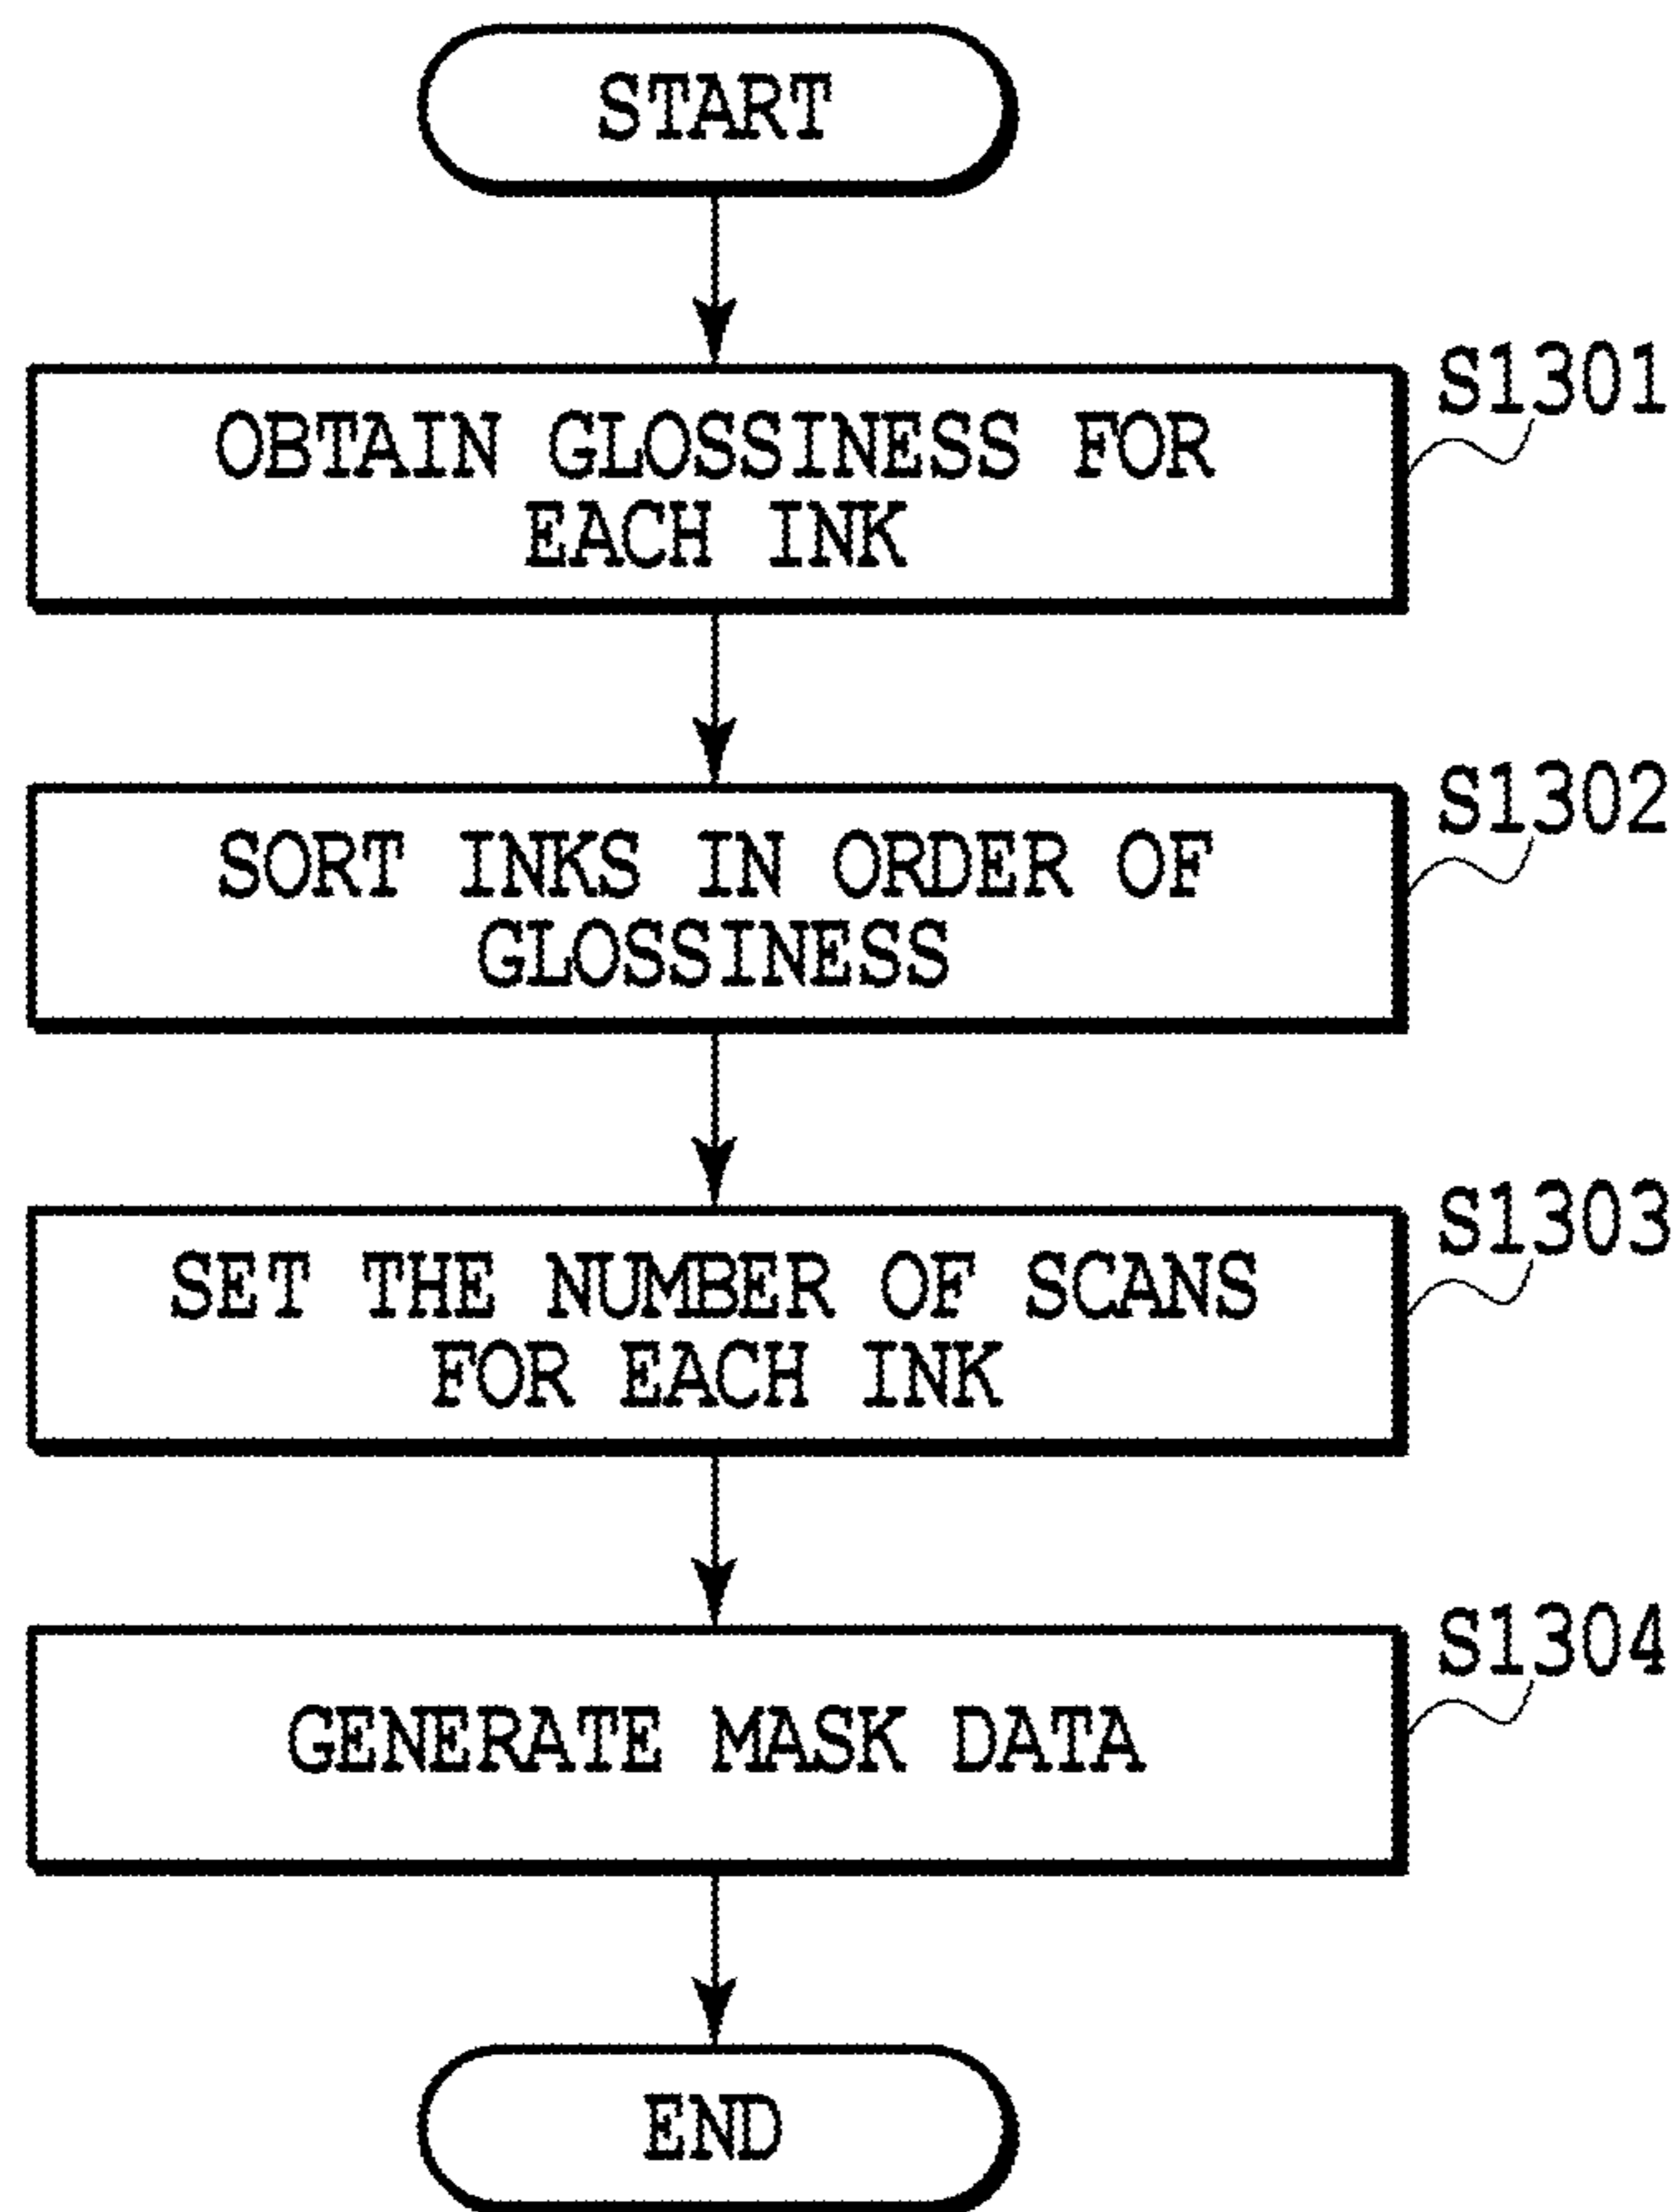 START
S1301
OBTAIN GLOSSINESS FOR
EACH INK
S1302
SORT INKS IN ORDER OF
GLOSSINESS
S1303
SET THE NUMBER OF SCANS
FOR EACH INK
S1304
GENERATE MASK DATA
END